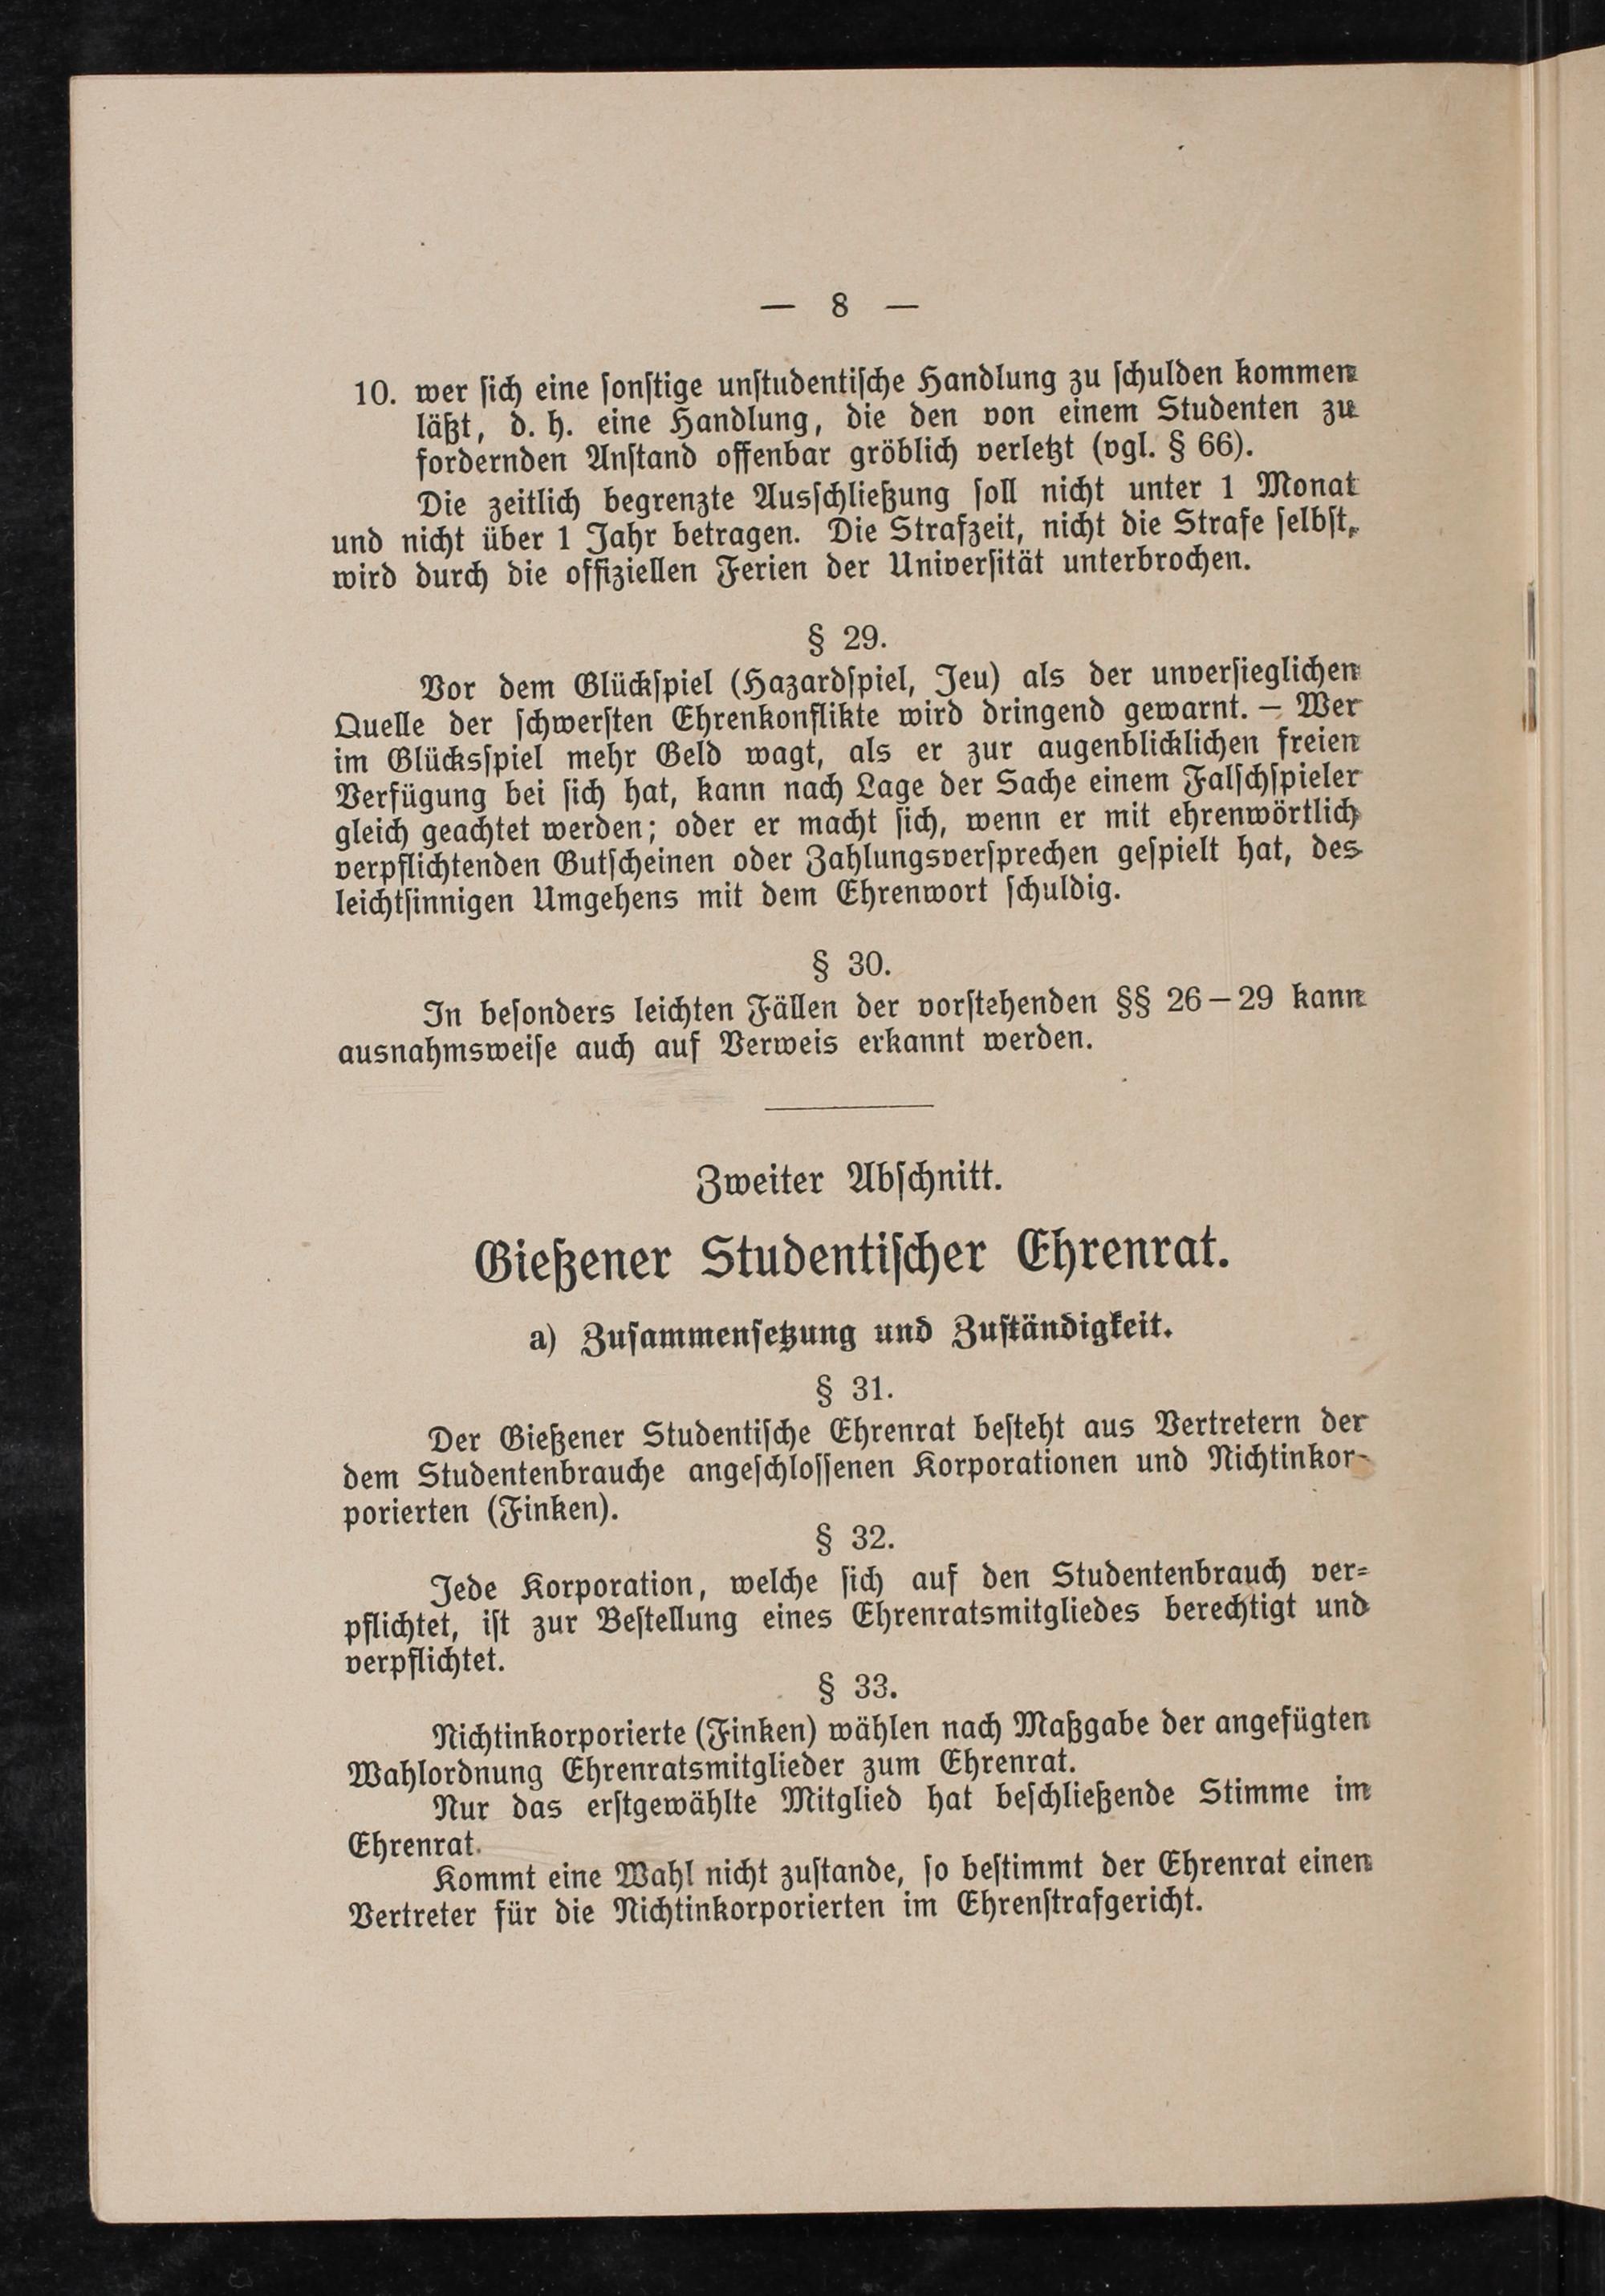 — 8 —
10. wer sich eine sonstige unstudentische Handlung zu schulden kommen
läßt, d. h. eine Handlung, die den von einem Studenten zu
fordernden Anstand offenbar gröblich verletzt (vgl. § 66).
Die zeitlich begrenzte Ausschließung soll nicht unter 1 Monat
und nicht über 1 Jahr betragen. Die Strafzeit, nicht die Strafe selbst,
wird durch die offiziellen Ferien der Universität unterbrochen.
§ 29.
Vor dem Glückspiel (Hazardspiel, Jeu) als der unversieglichen
Quelle der schwersten Ehrenkonflikte wird dringend gewarnt. — Wer
im Glücksspiel mehr Geld wagt, als er zur augenblicklichen freien
Verfügung bei sich hat, kann nach Lage der Sache einem Falschspieler
gleich geachtet werden; oder er macht sich, wenn er mit ehrenwörtlich
verpflichtenden Gutscheinen oder Zahlungsversprechen gespielt hat, des
leichtsinnigen Umgehens mit dem Ehrenwort schuldig.
§ 30.
In besonders leichten Fällen der vorstehenden §§ 26—29 kann
ausnahmsweise auch auf Verweis erkannt werden.
Zweiter Abschnitt.
Gießener Studentischer Ehrenrat.
a) Zusammensetzung und Zuständigkeit.
§ 31.
Der Gießener Studentische Ehrenrat besteht aus Vertretern der
dem Studentenbrauche angeschlossenen Korporationen und Nichtinkor-
porierten (Finken).
§ 32.
Jede Korporation, welche sich auf den Studentenbrauch ver-
pflichtet, ist zur Bestellung eines Ehrenratsmitgliedes berechtigt und
verpflichtet.
§ 33.
Nichtinkorporierte (Finken) wählen nach Maßgabe der angefügten
Wahlordnung Ehrenratsmitglieder zum Ehrenrat.
Nur das erstgewählte Mitglied hat beschließende Stimme im
Ehrenrat.
Kommt eine Wahl nicht zustande, so bestimmt der Ehrenrat einen
Vertreter für die Nichtinkorporierten im Ehrenstrafgericht.